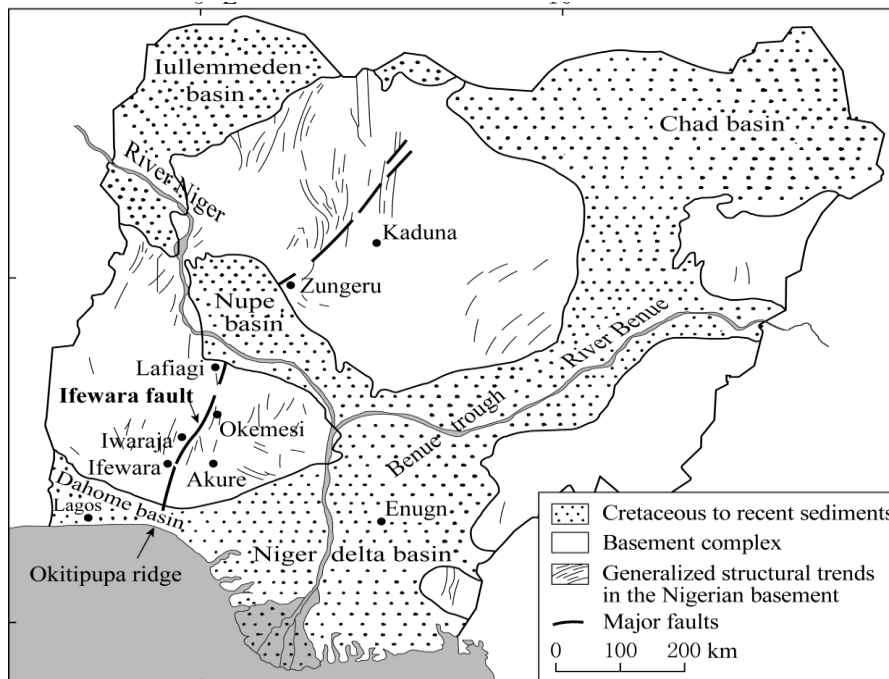 Iullemmeden
basin
Chad basin
River Niger
Kaduna
Zungeru
Nupe
basin
River Benue
Lafiagi
Ifewara fault
Okemesi
Benue trough
Iwaraja
Ifewara
Akure
Dahome basin
Lagos
Enugn
Niger delta basin
Okitipupa ridge
Cretaceous to recent sediments
Basement complex
Generalized structural trends
in the Nigerian basement
Major faults
0 100 200 km